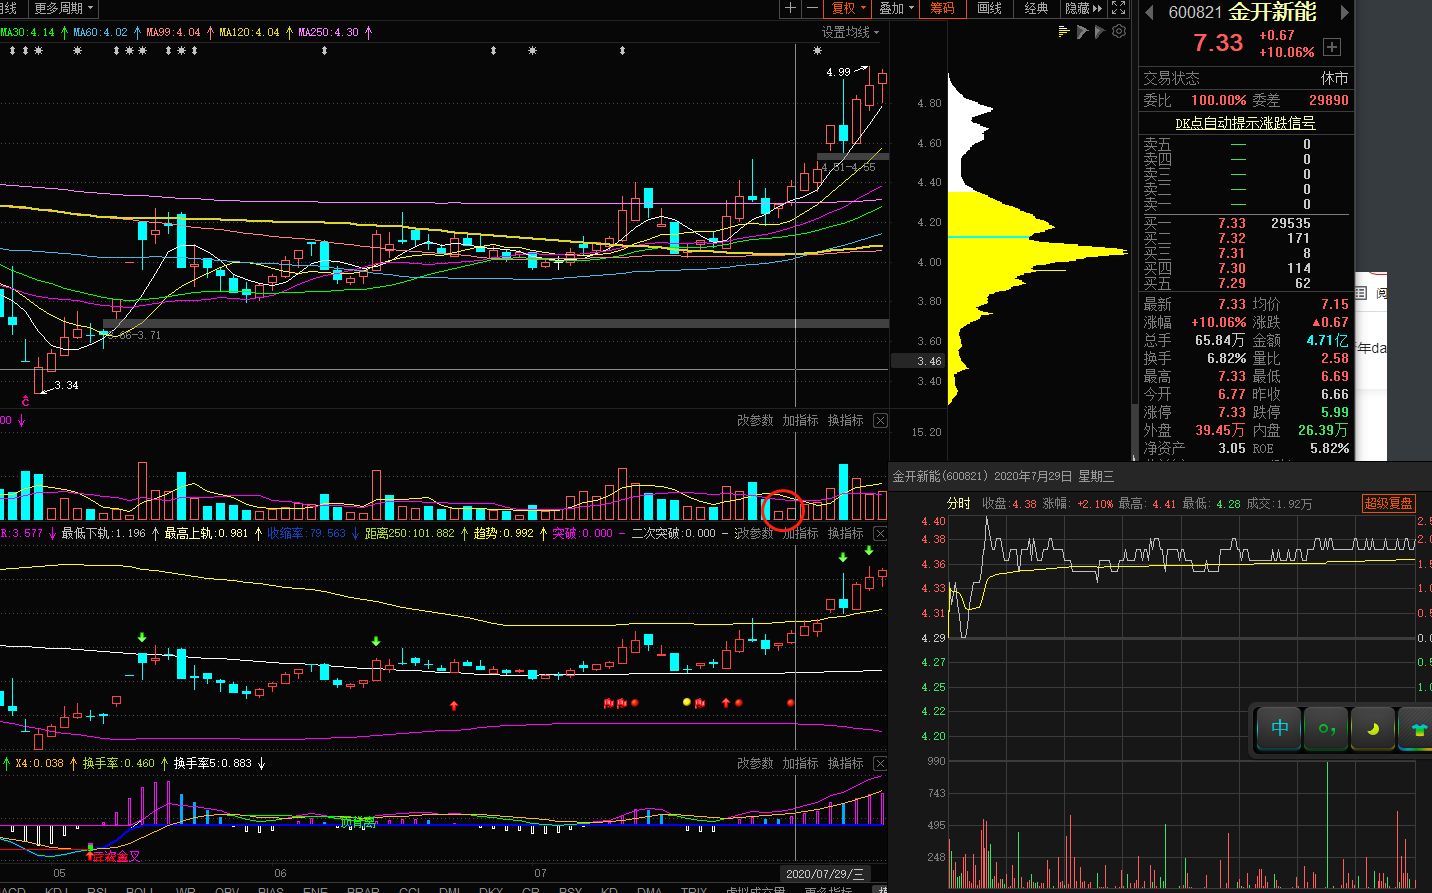 更多周期
复权
叠加
筹码
画线
经典
隐藏
MA30:4.14 MA60:4.02 MA99:4.04 MA120:4.04 MA250:4.30
设置均线
4.99
4.51-4.55
3.66-3.71
3.34
4.80
4.60
4.40
4.20
4.00
3.80
3.60
3.46
3.40
15.20
改参数 加指标 换指标
R:3.577 最低下轨:1.196 最高上轨:0.981 收缩率:79.563 距离250:101.882 趋势:0.992 突破:0.000 - 二次突破:0.000 -
改参数 加指标 换指标
X4:0.038 换手率:0.460 换手率5:0.883
改参数 加指标 换指标
05
06
07
2020/07/29/三
KDJ RSI BOLL WR OBV BIAS ENE BBAR CCI DMI DKX CR PSY KD DMA TRIX 虚拟成交量 更多指标
600821 金开新能
7.33
+0.67
+10.06%
交易状态 休市
委比 100.00% 委差 29890
DK点自动提示涨跌信号
卖五 — 0
卖四 — 0
卖三 — 0
卖二 — 0
卖一 — 0
买一 7.33 29535
买二 7.32 171
买三 7.31 8
买四 7.30 114
买五 7.29 62
最新 7.33 均价 7.15
涨幅 +10.06% 涨跌 ▲0.67
总手 65.84万 金额 4.71亿
换手 6.82% 量比 2.58
最高 7.33 最低 6.69
今开 6.77 昨收 6.66
涨停 7.33 跌停 5.99
外盘 39.45万 内盘 26.39万
净资产 3.05 ROE 5.82%
阅
年da
金开新能(600821) 2020年7月29日 星期三
分时 收盘:4.38 涨幅: +2.10% 最高: 4.41 最低: 4.28 成交:1.92万
超级复盘
4.40
4.38
4.36
4.33
4.31
4.29
4.27
4.25
4.22
4.20
990
743
495
248
中